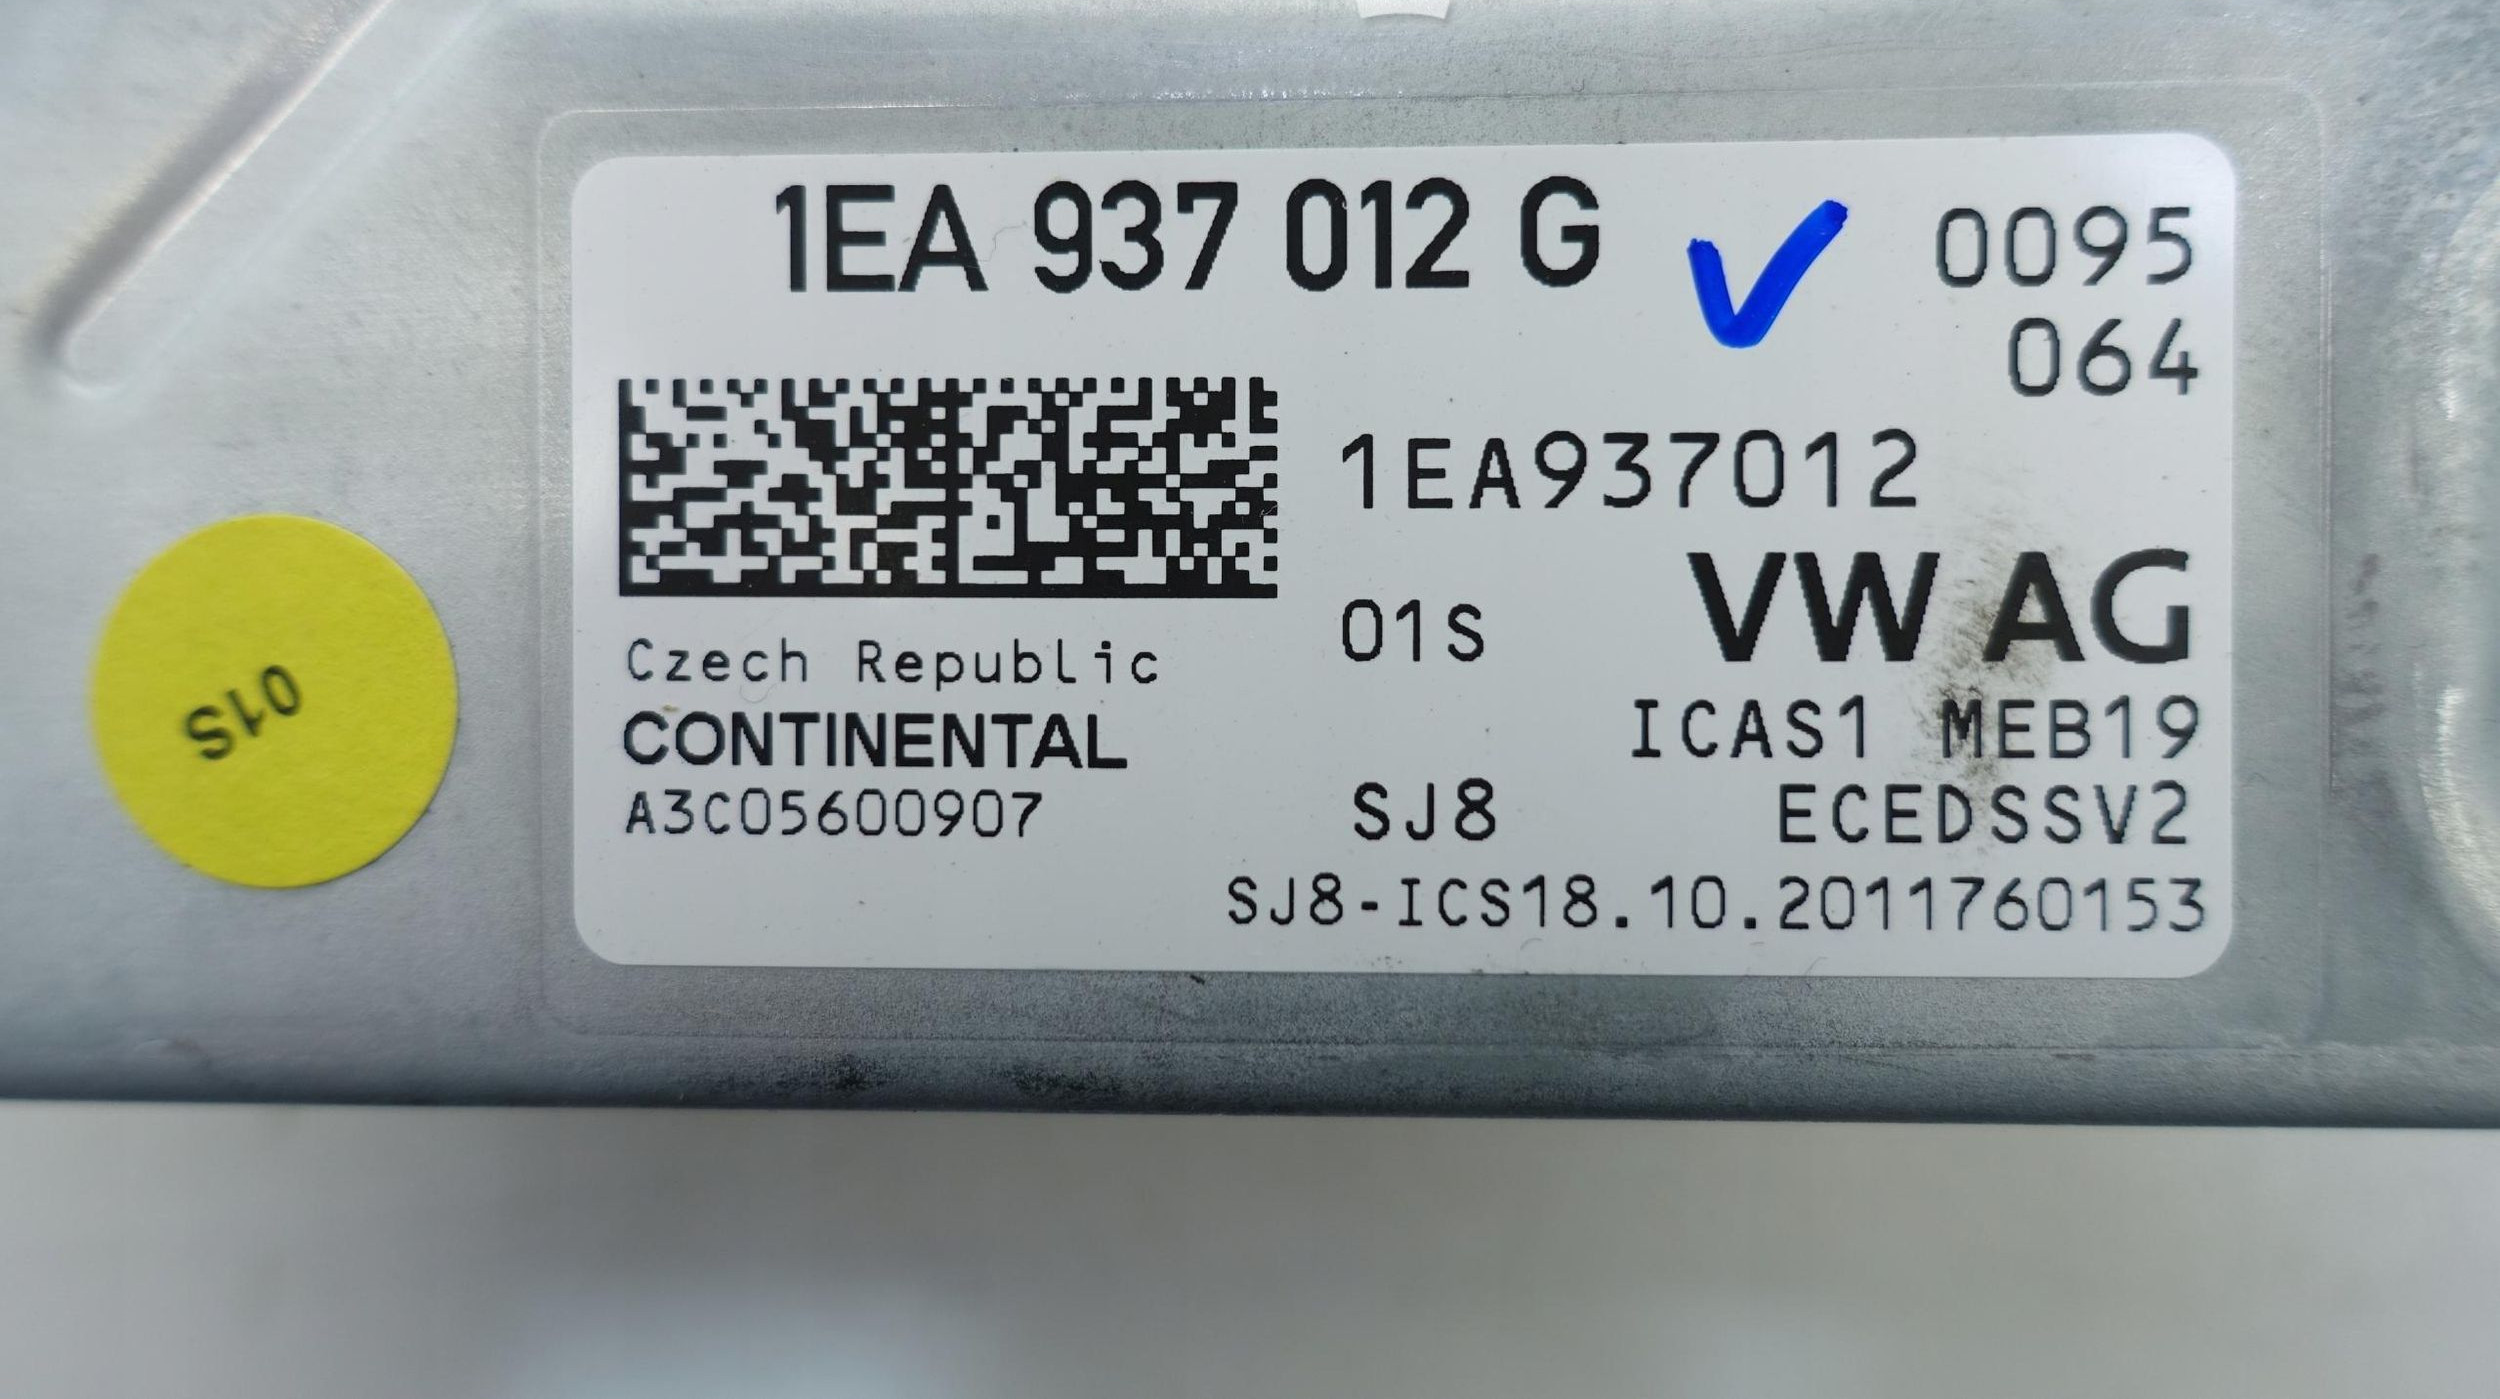 1EA 937 012 G
0095
064
1EA937012
01S
VW AG
Czech Republic
ICAS1 MEB19
CONTINENTAL
A3C05600907
SJ8
ECEDSSV2
SJ8-ICS18.10.2011760153
01S